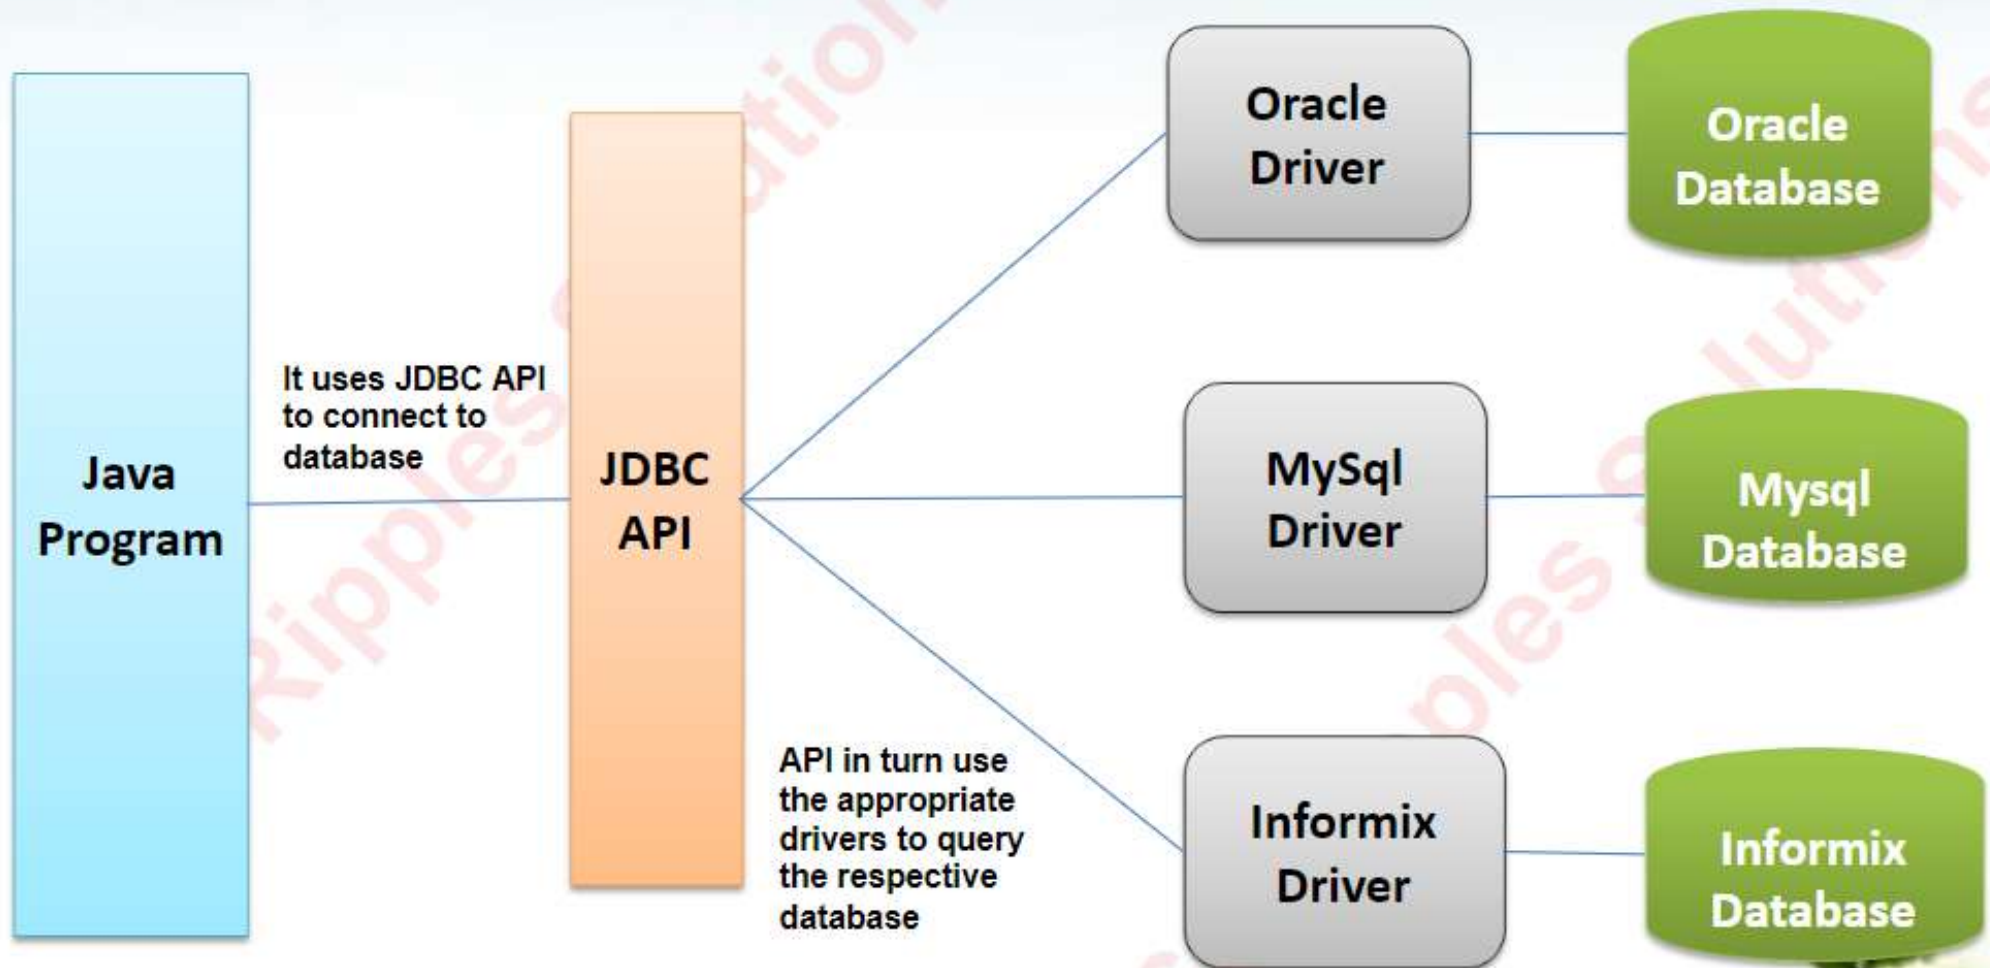 Java
Program
It uses JDBC API
to connect to
database
JDBC
API
API in turn use
the appropriate
drivers to query
the respective
database
Oracle
Driver
Oracle
Database
MySql
Driver
Mysql
Database
Informix
Driver
Informix
Database
Ripples